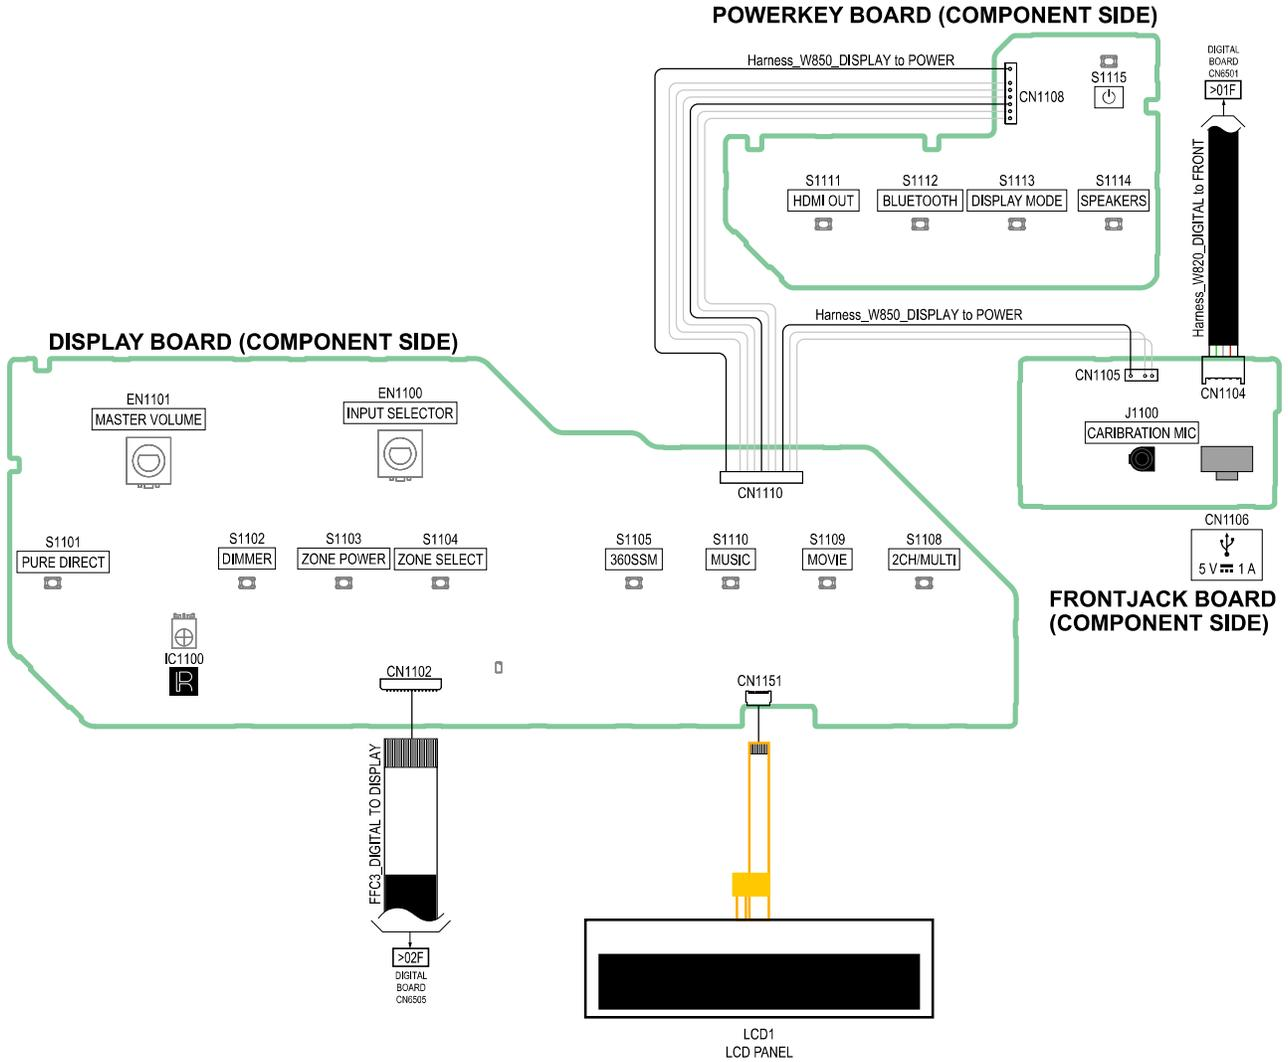 POWERKEY BOARD (COMPONENT SIDE)
Harness_W850_DISPLAY to POWER
CN1108
S1115
DIGITAL
BOARD
CN6501
>01F
Harness_W820_DIGITAL to FRONT
S1111
HDMI OUT
S1112
BLUETOOTH
S1113
DISPLAY MODE
S1114
SPEAKERS
Harness_W850_DISPLAY to POWER
DISPLAY BOARD (COMPONENT SIDE)
CN1105
CN1104
EN1101
MASTER VOLUME
EN1100
INPUT SELECTOR
J1100
CARIBRATION MIC
CN1110
CN1106
5 V 1 A
FRONTJACK BOARD
(COMPONENT SIDE)
S1101
PURE DIRECT
S1102
DIMMER
S1103
ZONE POWER
S1104
ZONE SELECT
S1105
360SSM
S1110
MUSIC
S1109
MOVIE
S1108
2CH/MULTI
IC1100
R
CN1102
CN1151
FFC3_DIGITAL TO DISPLAY
>02F
DIGITAL
BOARD
CN6505
LCD1
LCD PANEL